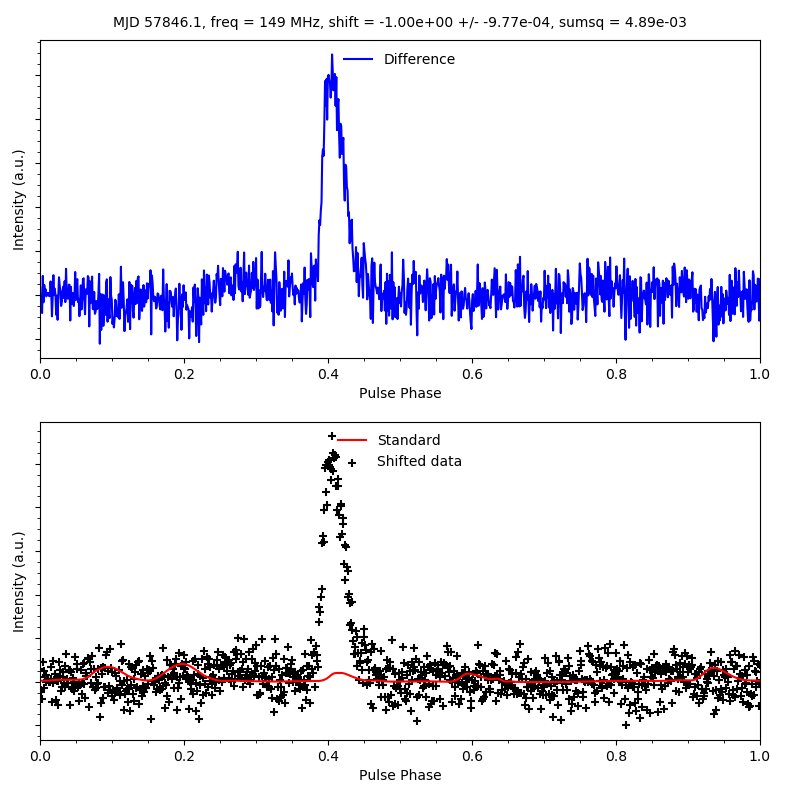 MJD 57846.1, freq = 149 MHz, shift = -1.00e+00 +/- -9.77e-04, sumsq = 4.89e-03
Difference
Intensity (a.u.)
0.0 0.2 0.4 0.6 0.8 1.0
Pulse Phase
Standard
Shifted data
Intensity (a.u.)
0.0 0.2 0.4 0.6 0.8 1.0
Pulse Phase